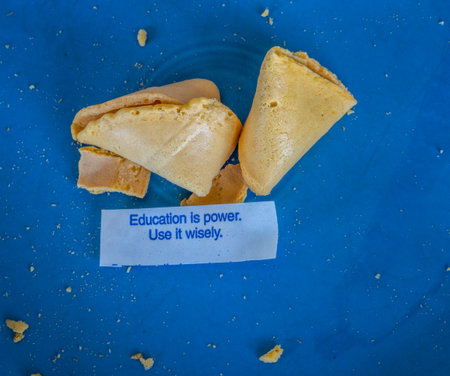 Education is power.
Use it wisely.